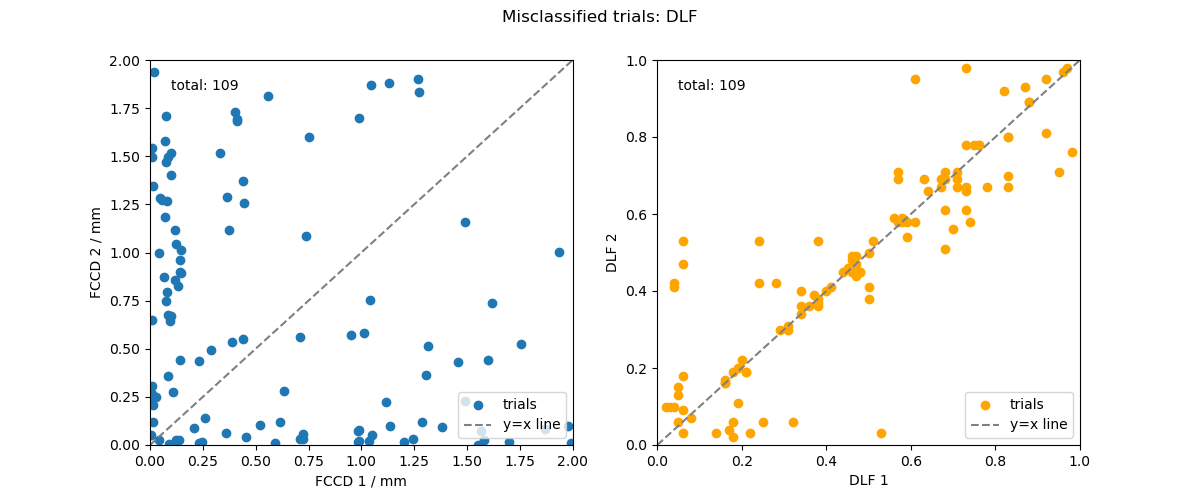 Misclassified trials: DLF
total: 109
FCCD 2 / mm
2.00
1.75
1.50
1.25
1.00
0.75
0.50
0.25
0.00
0.00 0.25 0.50 0.75 1.00 1.25 1.50 1.75 2.00
FCCD 1 / mm
trials
y=x line
total: 109
DLF 2
1.0
0.8
0.6
0.4
0.2
0.0
0.0 0.2 0.4 0.6 0.8 1.0
DLF 1
trials
y=x line